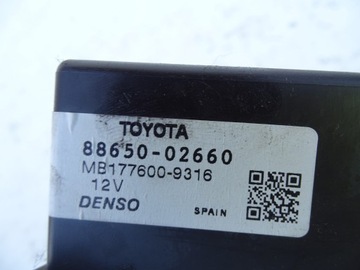 TOYOTA
88650-02660
MB177600-9316
12V
DENSO SPAIN